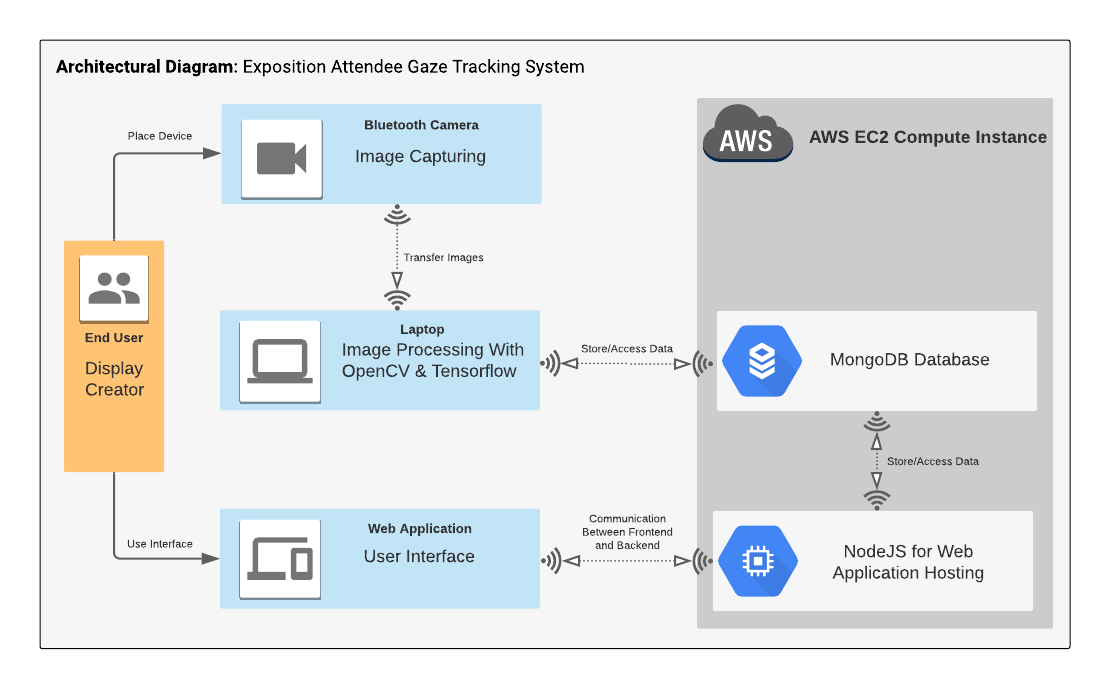 Architectural Diagram: Exposition Attendee Gaze Tracking System
Place Device
Bluetooth Camera
Image Capturing
AWS
AWS EC2 Compute Instance
Transfer Images
End User
Display
Creator
Laptop
Image Processing With
OpenCV & Tensorflow
Store/Access Data
MongoDB Database
Store/Access Data
Use Interface
Web Application
User Interface
Communication
Between Frontend
and Backend
NodeJS for Web
Application Hosting